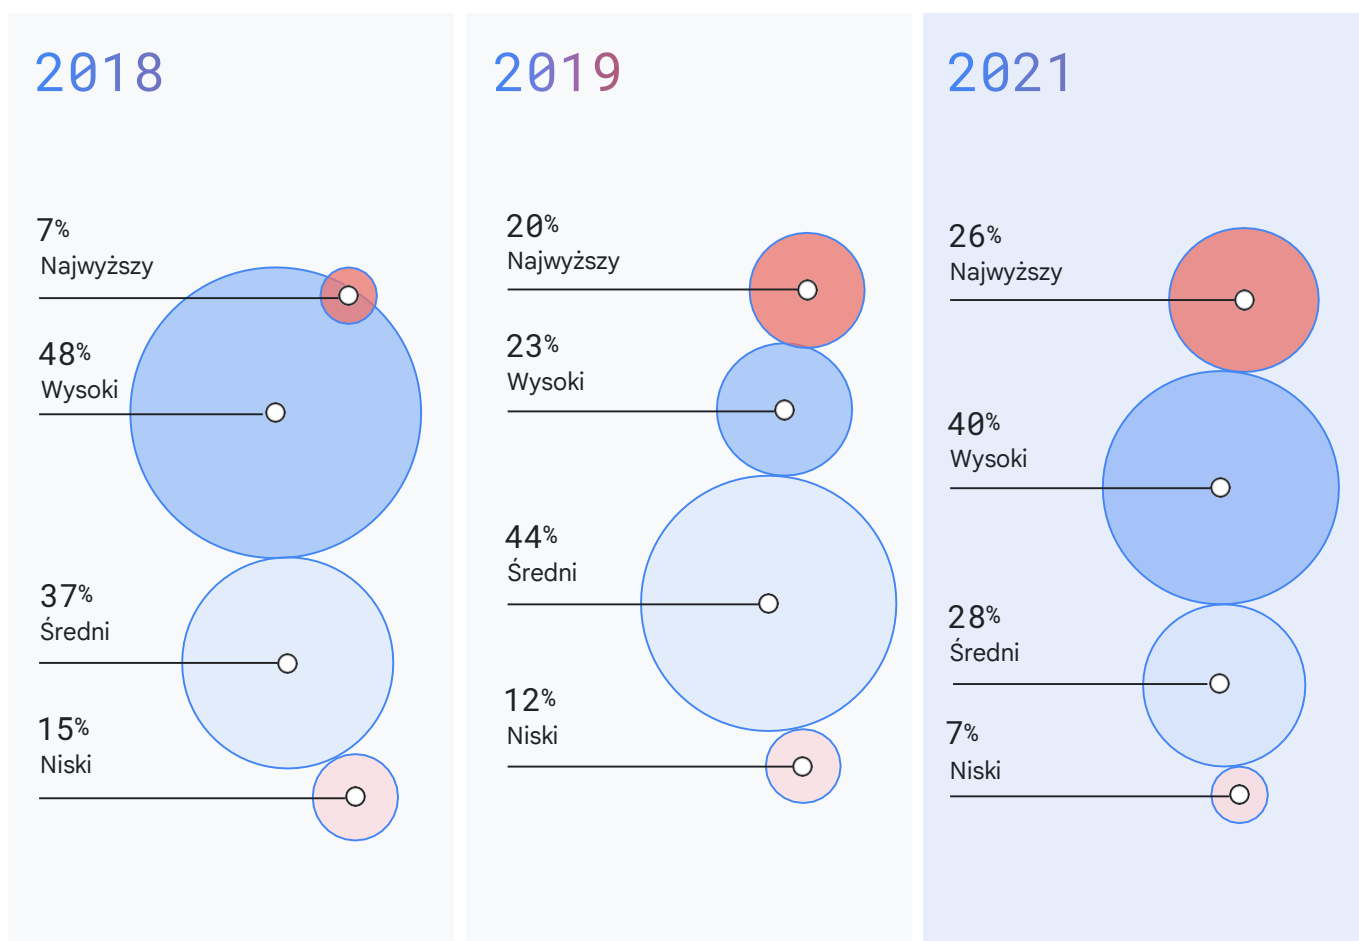 2018
7%
Najwyższy
48%
Wysoki
37%
Średni
15%
Niski
2019
20%
Najwyższy
23%
Wysoki
44%
Średni
12%
Niski
2021
26%
Najwyższy
40%
Wysoki
28%
Średni
7%
Niski